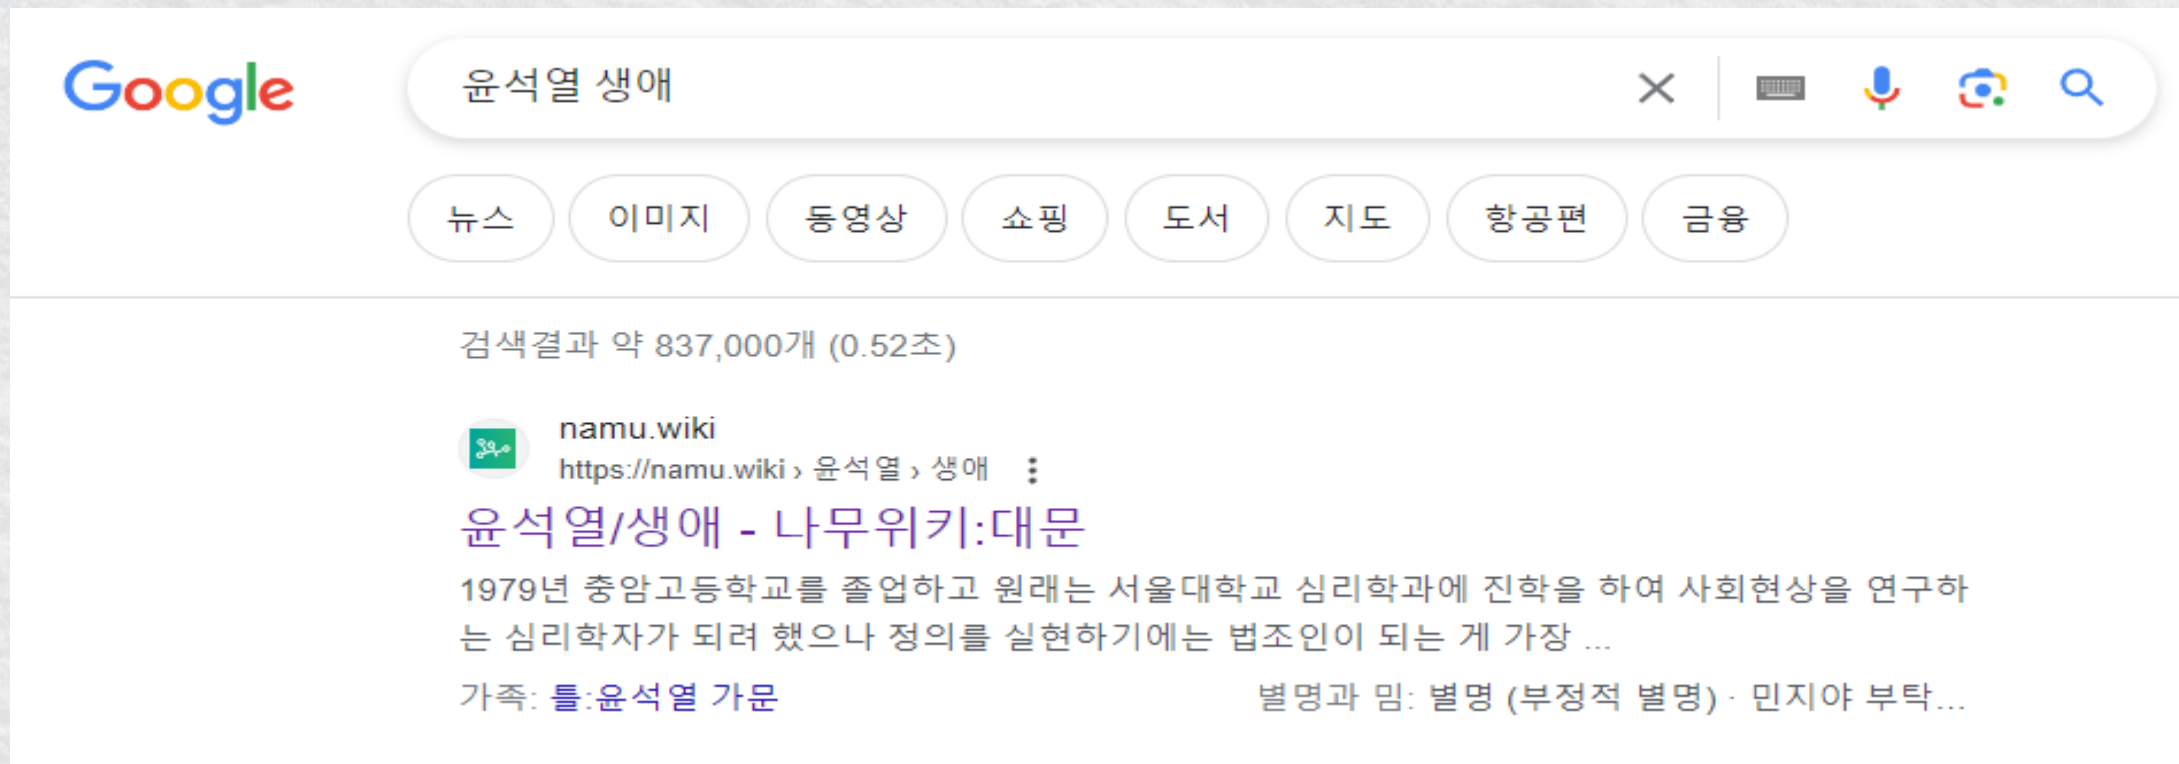 Google
윤석열 생애
뉴스 이미지 동영상 쇼핑 도서 지도 항공편 금융
검색결과 약 837,000개 (0.52초)
namu.wiki
https://namu.wiki › 윤석열 › 생애
윤석열/생애 - 나무위키:대문
1979년 충암고등학교를 졸업하고 원래는 서울대학교 심리학과에 진학을 하여 사회현상을 연구하
는 심리학자가 되려 했으나 정의를 실현하기에는 법조인이 되는 게 가장 ...
가족: 틀:윤석열 가문 별명과 밈: 별명 (부정적 별명) · 민지야 부탁...